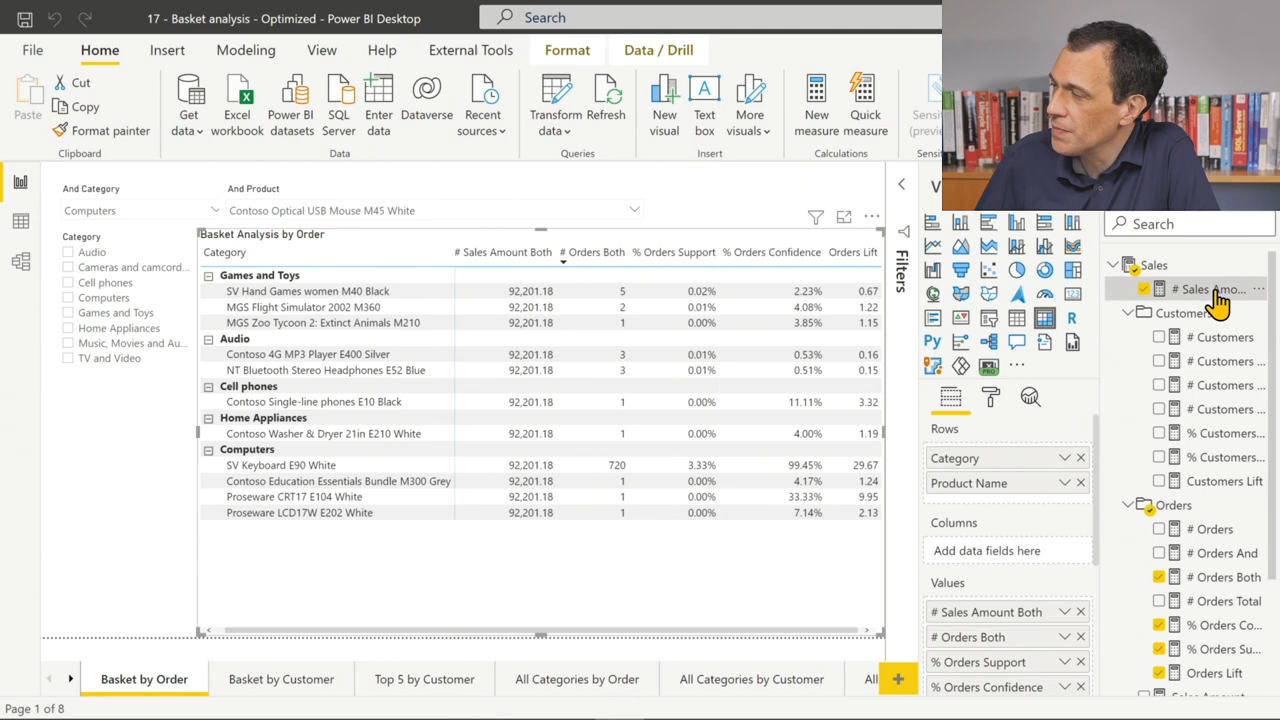 17 - Basket analysis - Optimized - Power BI Desktop
Search
File Home Insert Modeling View Help External Tools Format Data / Drill
Paste
Cut
Copy
Format painter
Clipboard
Get data
Excel workbook
Power BI datasets
SQL Server
Enter data
Dataverse
Recent sources
Data
Transform data
Refresh
Queries
New visual
Text box
More visuals
Insert
New measure
Quick measure
Calculations
And Category
Computers
And Product
Contoso Optical USB Mouse M45 White
Category
Audio
Cameras and camcord...
Cell phones
Computers
Games and Toys
Home Appliances
Music, Movies and Au...
TV and Video
Basket Analysis by Order
Category # Sales Amount Both # Orders Both % Orders Support % Orders Confidence Orders Lift
Games and Toys
SV Hand Games women M40 Black 92,201.18 5 0.02% 2.23% 0.67
MGS Flight Simulator 2002 M360 92,201.18 2 0.01% 4.08% 1.22
MGS Zoo Tycoon 2: Extinct Animals M210 92,201.18 1 0.00% 3.85% 1.15
Audio
Contoso 4G MP3 Player E400 Silver 92,201.18 3 0.01% 0.53% 0.16
NT Bluetooth Stereo Headphones E52 Blue 92,201.18 3 0.01% 0.51% 0.15
Cell phones
Contoso Single-line phones E10 Black 92,201.18 1 0.00% 11.11% 3.32
Home Appliances
Contoso Washer & Dryer 21in E210 White 92,201.18 1 0.00% 4.00% 1.19
Computers
SV Keyboard E90 White 92,201.18 720 3.33% 99.45% 29.67
Contoso Education Essentials Bundle M300 Grey 92,201.18 1 0.00% 4.17% 1.24
Proseware CRT17 E104 White 92,201.18 1 0.00% 33.33% 9.95
Proseware LCD17W E202 White 92,201.18 1 0.00% 7.14% 2.13
Filters
R
Py
Rows
Category
Product Name
Columns
Add data fields here
Values
# Sales Amount Both
# Orders Both
% Orders Support
% Orders Confidence
Search
Sales
# Sales Amo...
Customers
# Customers
# Customers ...
# Customers ...
# Customers ...
% Customers...
% Customers...
Customers Lift
Orders
# Orders
# Orders And
# Orders Both
# Orders Total
% Orders Co...
% Orders Su...
Orders Lift
Basket by Order Basket by Customer Top 5 by Customer All Categories by Order All Categories by Customer All
Page 1 of 8